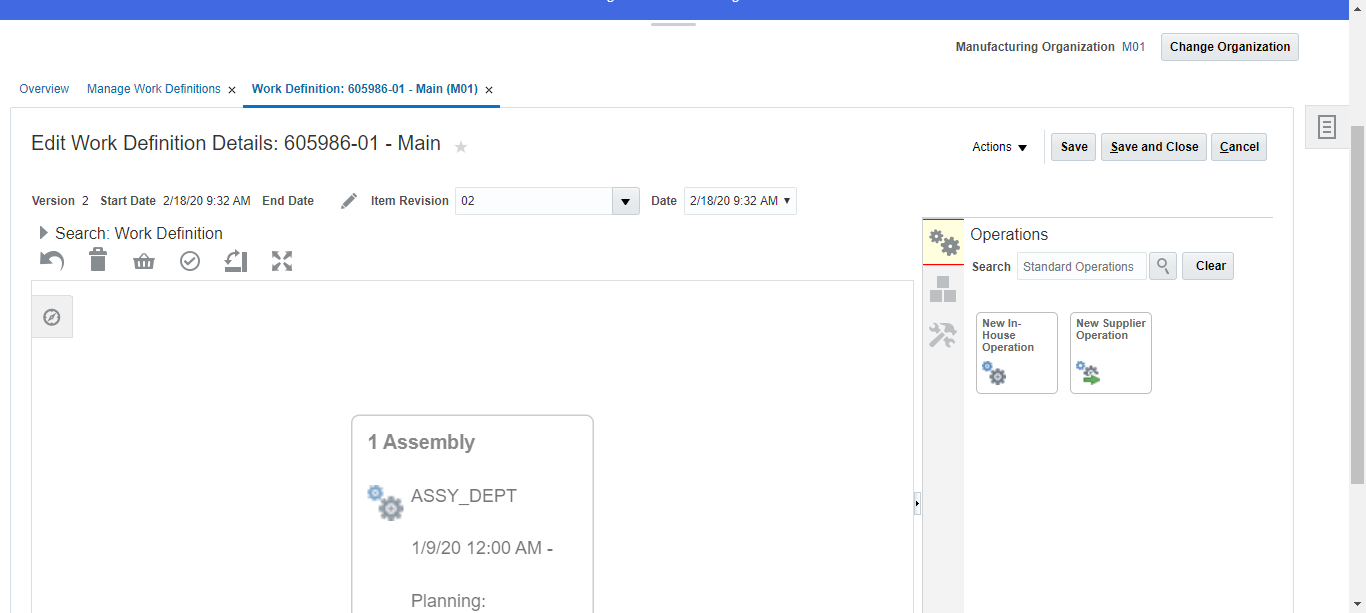 Manufacturing Organization M01 Change Organization
Overview Manage Work Definitions × Work Definition: 605986-01 - Main (M01) ×
Edit Work Definition Details: 605986-01 - Main
Actions Save Save and Close Cancel
Version 2 Start Date 2/18/20 9:32 AM End Date Item Revision 02 Date 2/18/20 9:32 AM
Search: Work Definition
Operations
Search Standard Operations Clear
New In-
House
Operation
New Supplier
Operation
1 Assembly
ASSY_DEPT
1/9/20 12:00 AM -
Planning: